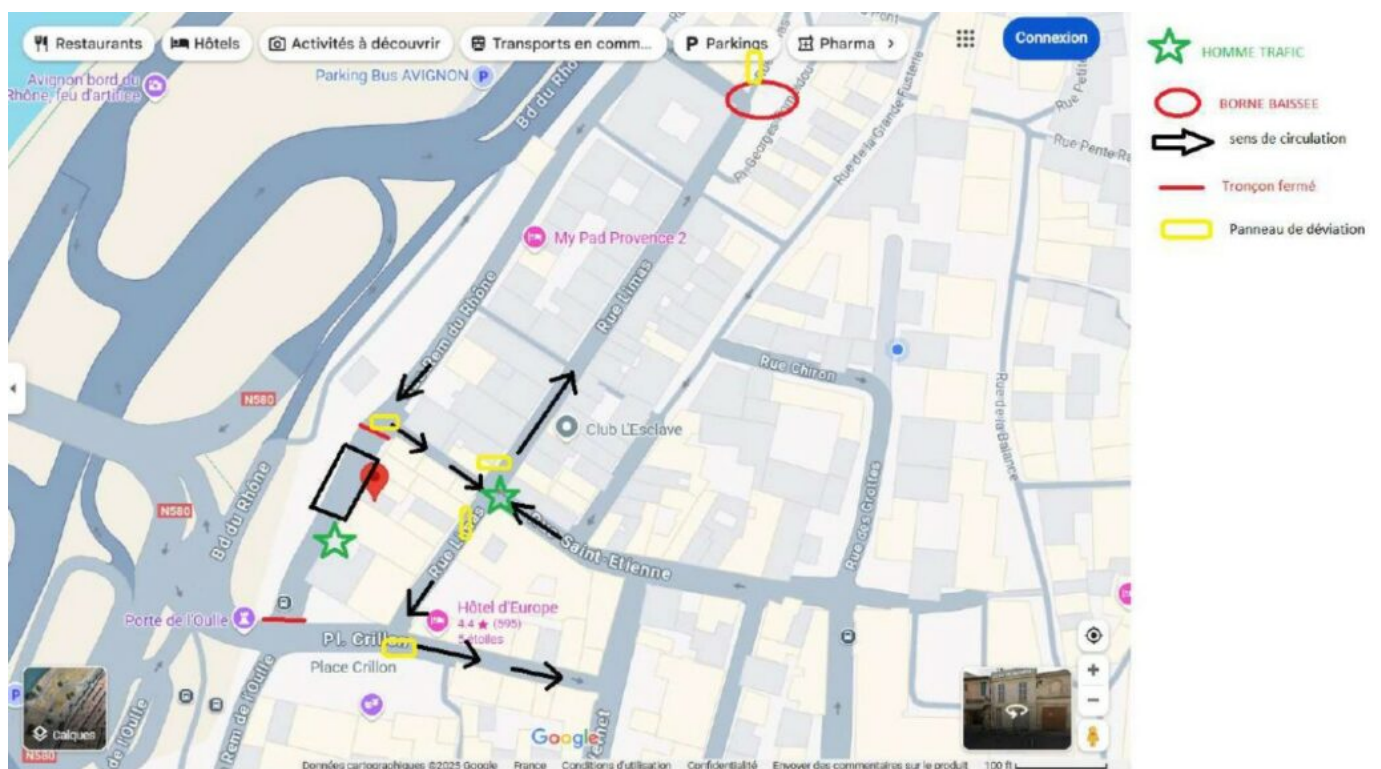 Restaurants
Hôtels
Activités à découvrir
Transports en comm...
Parkings
Pharma
Connexion
HOMME TRAFIC
BORNE BAISSEE
sens de circulation
Tronçon fermé
Panneau de déviation
Avignon bord du
Rhône, feu d'artifice
Parking Bus AVIGNON
P
Bd du Rhône
Rue de la Grande Fusterie
Rue Petite
Rue Pente Ra
My Pad Provence 2
Rem du Rhône
Rue Limas
Rue Chiron
Club L'Esclave
Rue de la Balance
N580
N580
Bd du Rhône
Rue des Grottes
Saint-Etienne
Hôtel d'Europe
4.4 ★ (595)
5 étoiles
Porte de l'Oulle
Pl. Crillon
Place Crillon
Rem de l'Oulle
de l'Oulle
Calques
N580
Google
Données cartographiques ©2025 Google France Conditions d'utilisation Confidentialité Envoyer des commentaires sur le produit 100 ft